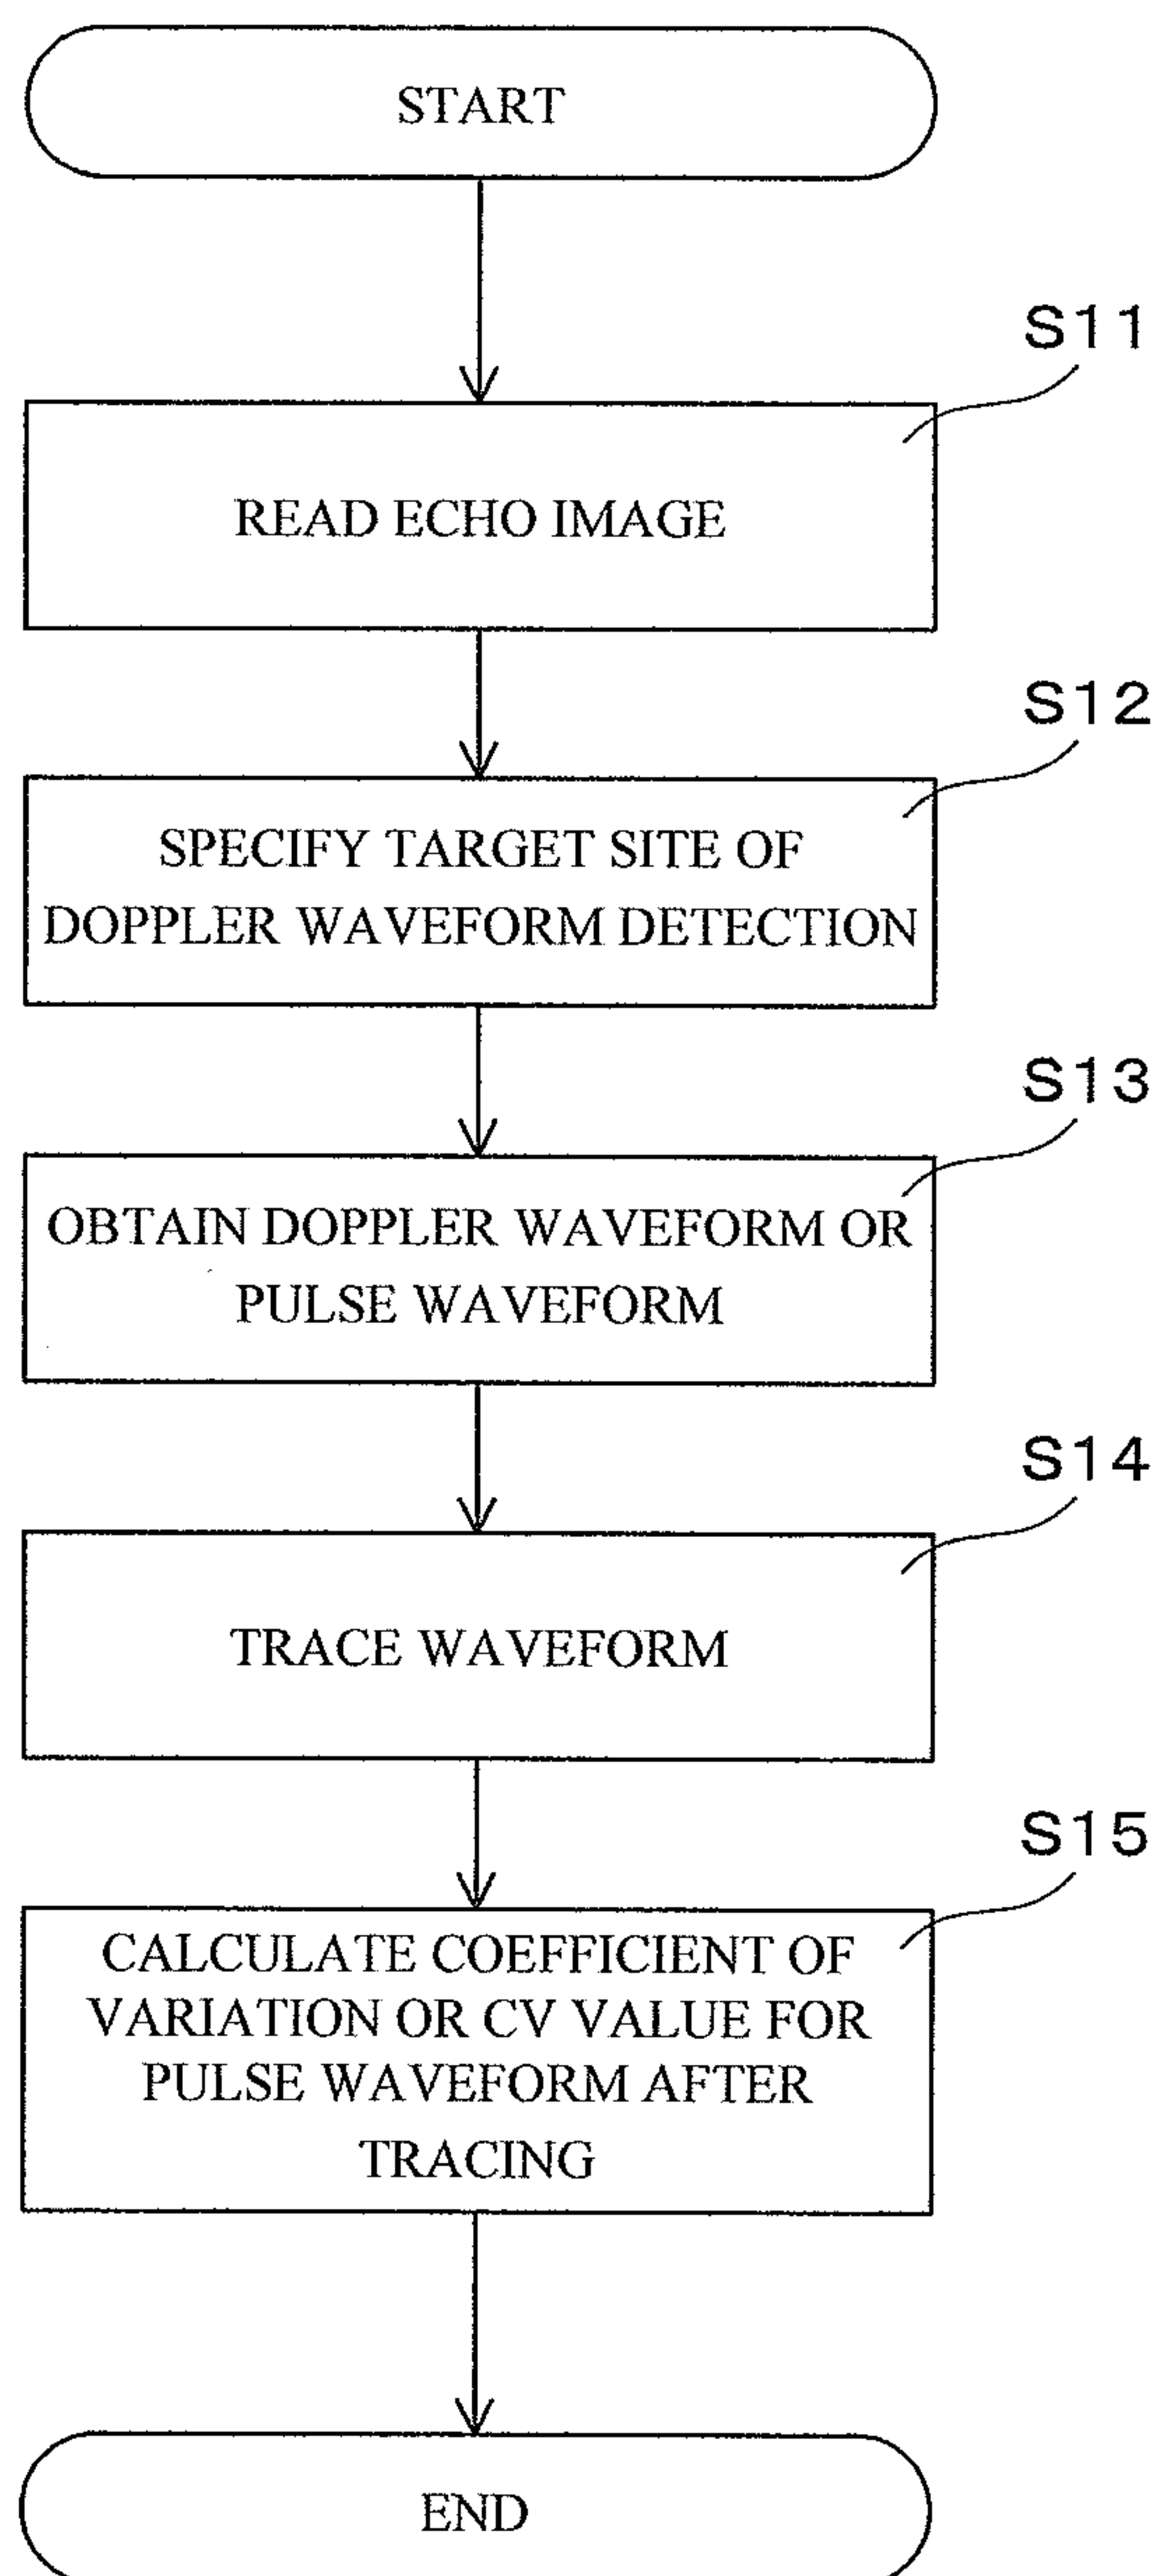 START
S11
READ ECHO IMAGE
S12
SPECIFY TARGET SITE OF
DOPPLER WAVEFORM DETECTION
S13
OBTAIN DOPPLER WAVEFORM OR
PULSE WAVEFORM
S14
TRACE WAVEFORM
S15
CALCULATE COEFFICIENT OF
VARIATION OR CV VALUE FOR
PULSE WAVEFORM AFTER
TRACING
END